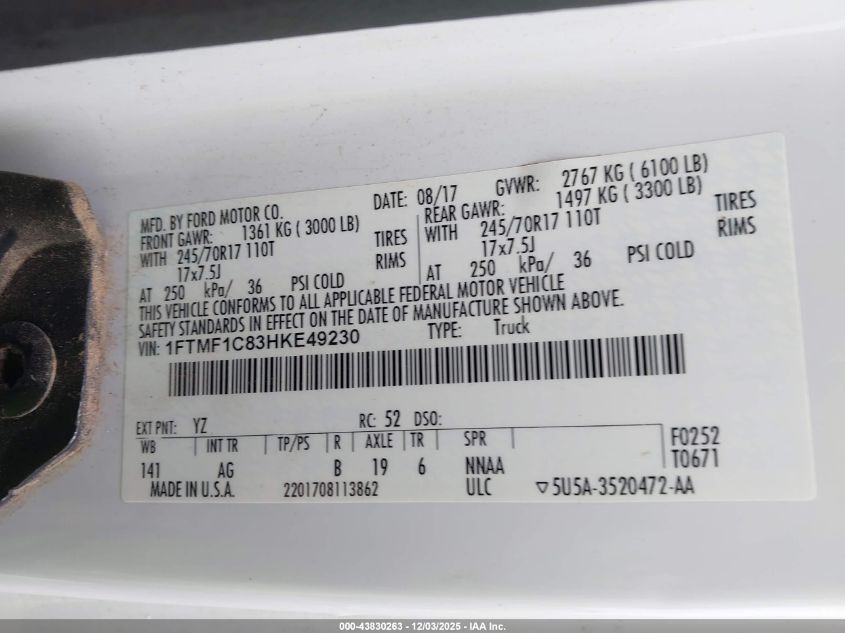 MFD. BY FORD MOTOR CO. DATE: 08/17 GVWR: 2767 KG ( 6100 LB)
FRONT GAWR: 1361 KG ( 3000 LB) REAR GAWR: 1497 KG ( 3300 LB)
WITH 245/70R17 110T TIRES WITH 245/70R17 110T TIRES
17x7.5J RIMS 17x7.5J RIMS
AT 250 kPa/ 36 PSI COLD AT 250 kPa/ 36 PSI COLD
THIS VEHICLE CONFORMS TO ALL APPLICABLE FEDERAL MOTOR VEHICLE
SAFETY STANDARDS IN EFFECT ON THE DATE OF MANUFACTURE SHOWN ABOVE.
VIN: 1FTMF1C83HKE49230 TYPE: Truck
EXT PNT: YZ RC: 52 DSO:
WB INT TR TP/PS R AXLE TR SPR F0252
141 AG B 19 6 NNAA T0671
MADE IN U.S.A. 2201708113862 ULC ▽5U5A-3520472-AA
000-43830263 - 12/03/2025 - IAA Inc.